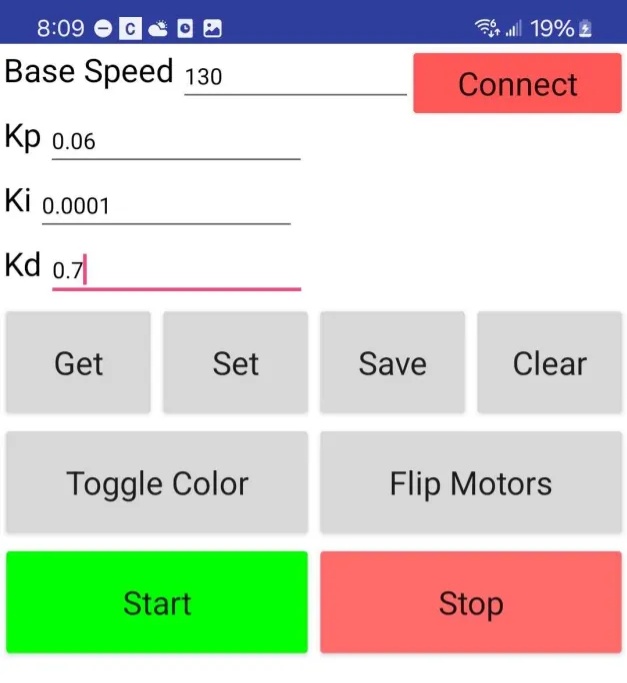 8:09 C 6 19%
Base Speed 130 Connect
Kp 0.06
Ki 0.0001
Kd 0.7
Get Set Save Clear
Toggle Color Flip Motors
Start Stop